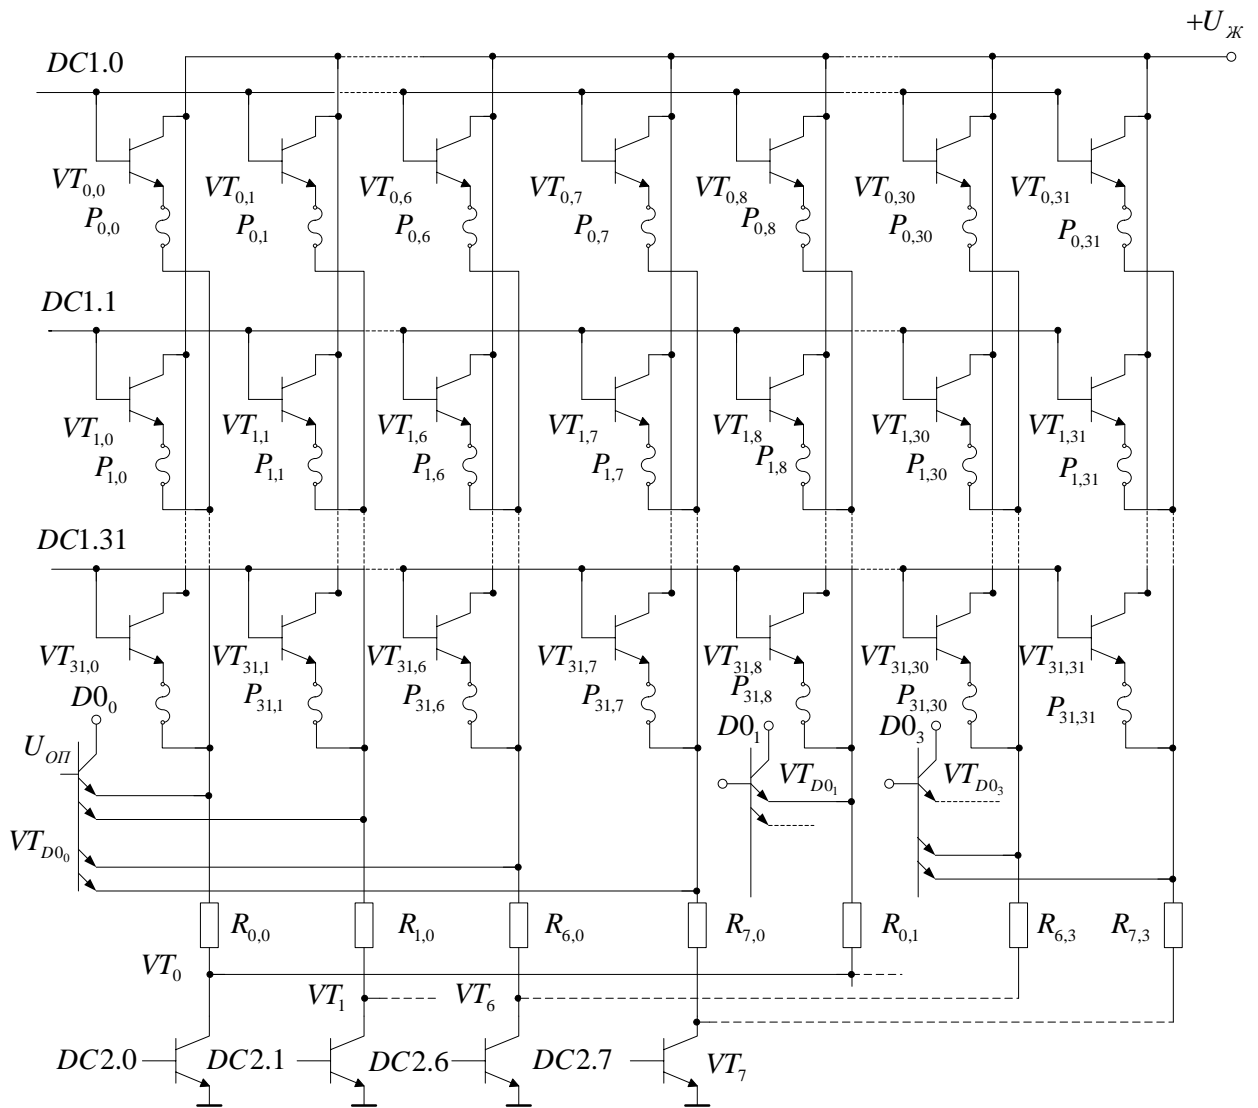 +U_Ж
DC1.0
VT_0,0 VT_0,1 VT_0,6 VT_0,7 VT_0,8 VT_0,30 VT_0,31
P_0,0 P_0,1 P_0,6 P_0,7 P_0,8 P_0,30 P_0,31
DC1.1
VT_1,0 VT_1,1 VT_1,6 VT_1,7 VT_1,8 VT_1,30 VT_1,31
P_1,0 P_1,1 P_1,6 P_1,7 P_1,8 P_1,30 P_1,31
DC1.31
VT_31,0 VT_31,1 VT_31,6 VT_31,7 VT_31,8 VT_31,30 VT_31,31
P_31,1 P_31,6 P_31,7 P_31,8 P_31,30 P_31,31
D0_0 D0_1 D0_3
U_ОП VT_D0_1 VT_D0_3
VT_D0_0
R_0,0 R_1,0 R_6,0 R_7,0 R_0,1 R_6,3 R_7,3
VT_0 VT_1 VT_6
DC2.0 DC2.1 DC2.6 DC2.7 VT_7